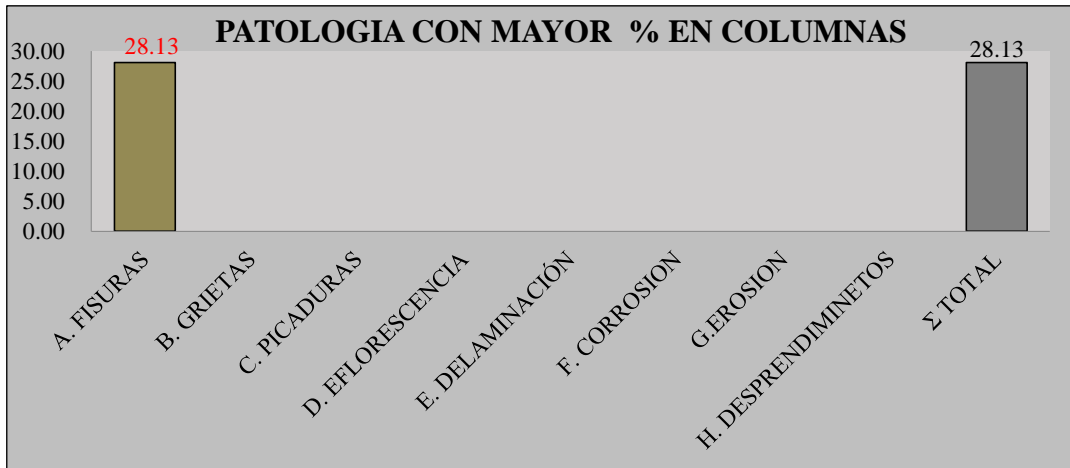 PATOLOGIA CON MAYOR % EN COLUMNAS
30.00
25.00
20.00
15.00
10.00
5.00
0.00
28.13
28.13
A. FISURAS
B. GRIETAS
C. PICADURAS
D. EFLORESCENCIA
E. DELAMINACIÓN
F. CORROSION
G.EROSION
H. DESPRENDIMINETOS
Σ TOTAL